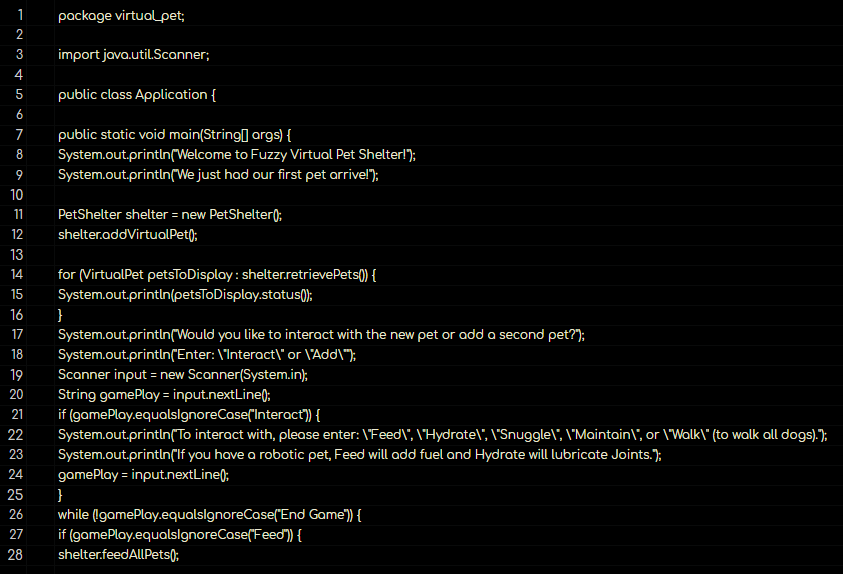 1 package virtual_pet;
2
3 import java.util.Scanner;
4
5 public class Application {
6
7 public static void main(String[] args) {
8 System.out.println("Welcome to Fuzzy Virtual Pet Shelter!");
9 System.out.println("We just had our first pet arrive!");
10
11 PetShelter shelter = new PetShelter();
12 shelter.addVirtualPet();
13
14 for (VirtualPet petsToDisplay : shelter.retrievePets()) {
15 System.out.println(petsToDisplay.status());
16 }
17 System.out.println("Would you like to interact with the new pet or add a second pet?");
18 System.out.println("Enter: \"Interact\" or \"Add\"");
19 Scanner input = new Scanner(System.in);
20 String gamePlay = input.nextLine();
21 if (gamePlay.equalsIgnoreCase("Interact")) {
22 System.out.println("To interact with, please enter: \"Feed\", \"Hydrate\", \"Snuggle\", \"Maintain\", or \"Walk\" (to walk all dogs).");
23 System.out.println("If you have a robotic pet, Feed will add fuel and Hydrate will lubricate Joints.");
24 gamePlay = input.nextLine();
25 }
26 while (!gamePlay.equalsIgnoreCase("End Game")) {
27 if (gamePlay.equalsIgnoreCase("Feed")) {
28 shelter.feedAllPets();